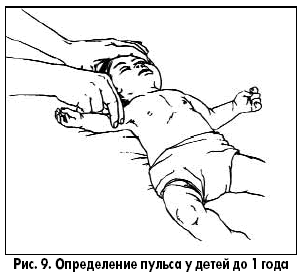 Рис. 9. Определение пульса у детей до 1 года